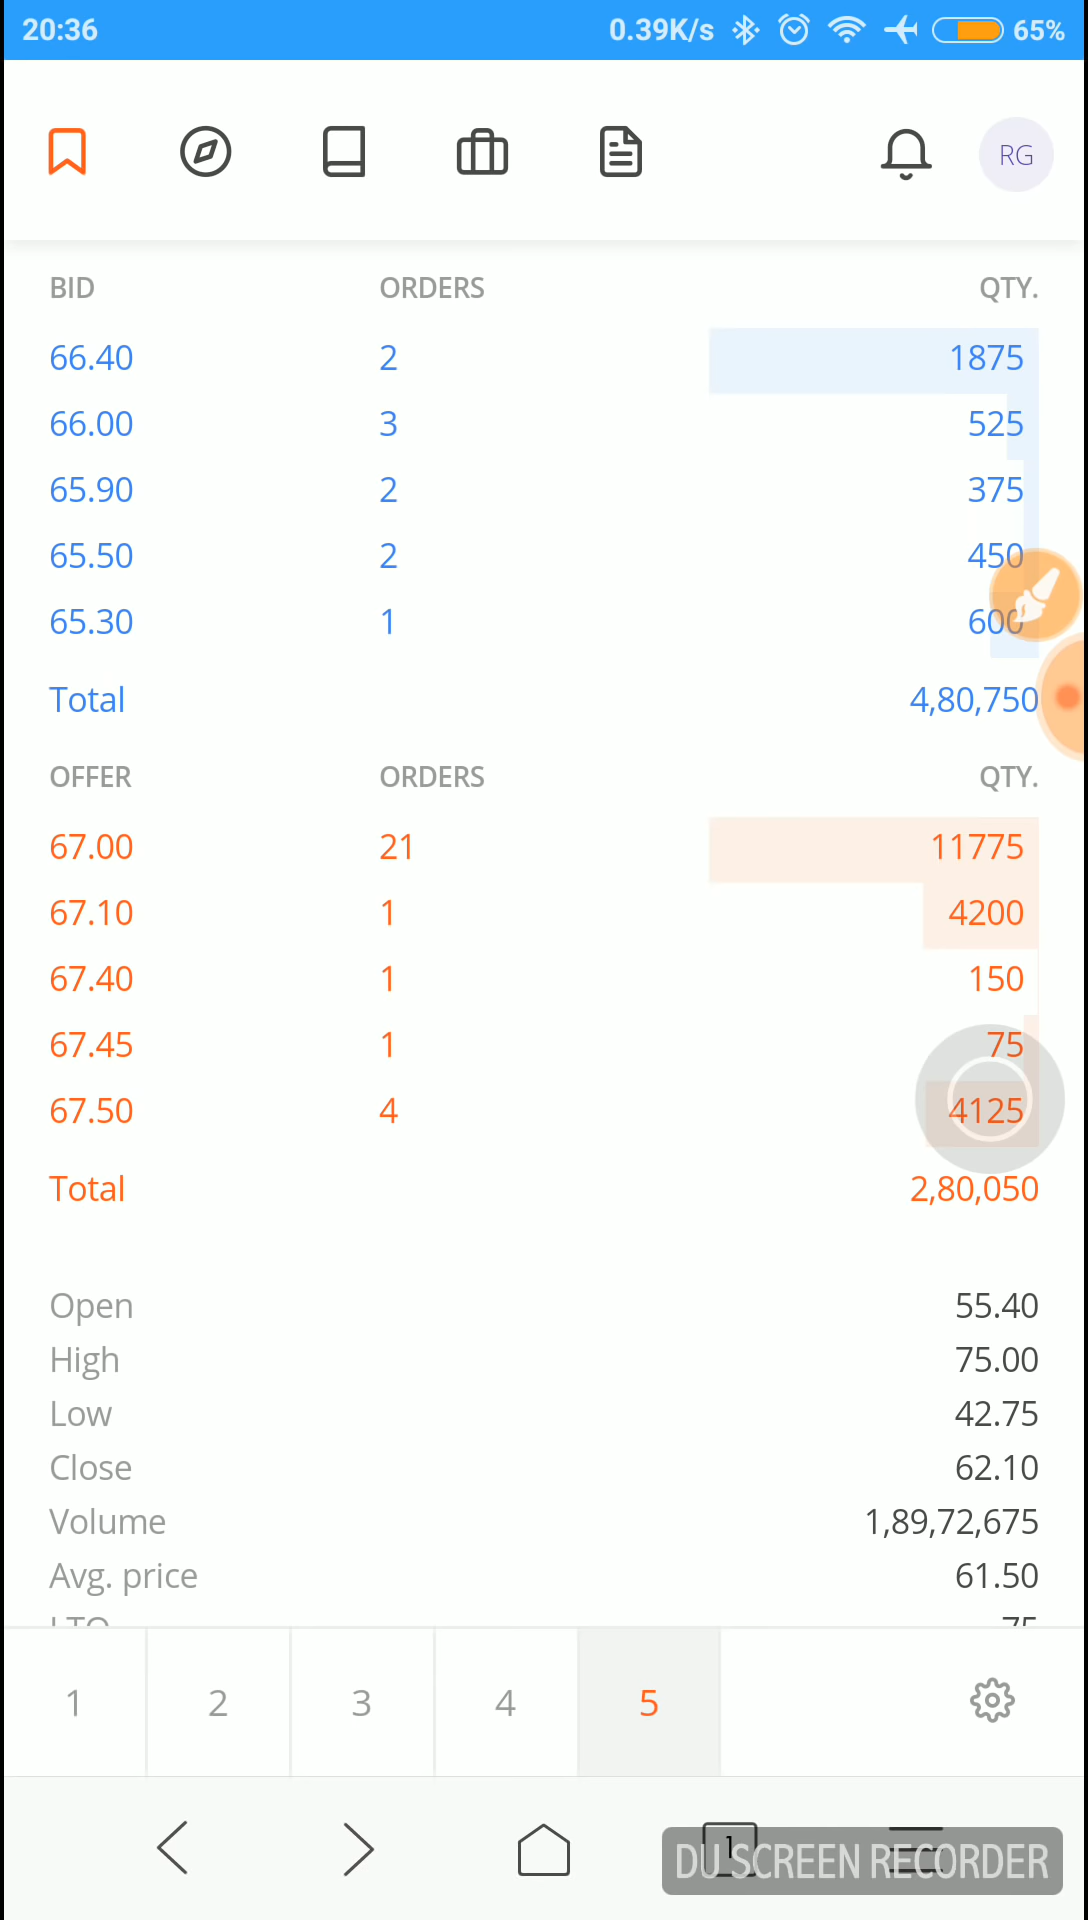 20:36 0.39K/s 65%
RG
BID ORDERS QTY.
66.40 2 1875
66.00 3 525
65.90 2 375
65.50 2 450
65.30 1 600
Total 4,80,750
OFFER ORDERS QTY.
67.00 21 11775
67.10 1 4200
67.40 1 150
67.45 1 75
67.50 4 4125
Total 2,80,050
Open 55.40
High 75.00
Low 42.75
Close 62.10
Volume 1,89,72,675
Avg. price 61.50
LTQ 75
1 2 3 4 5
1
DU SCREEN RECORDER